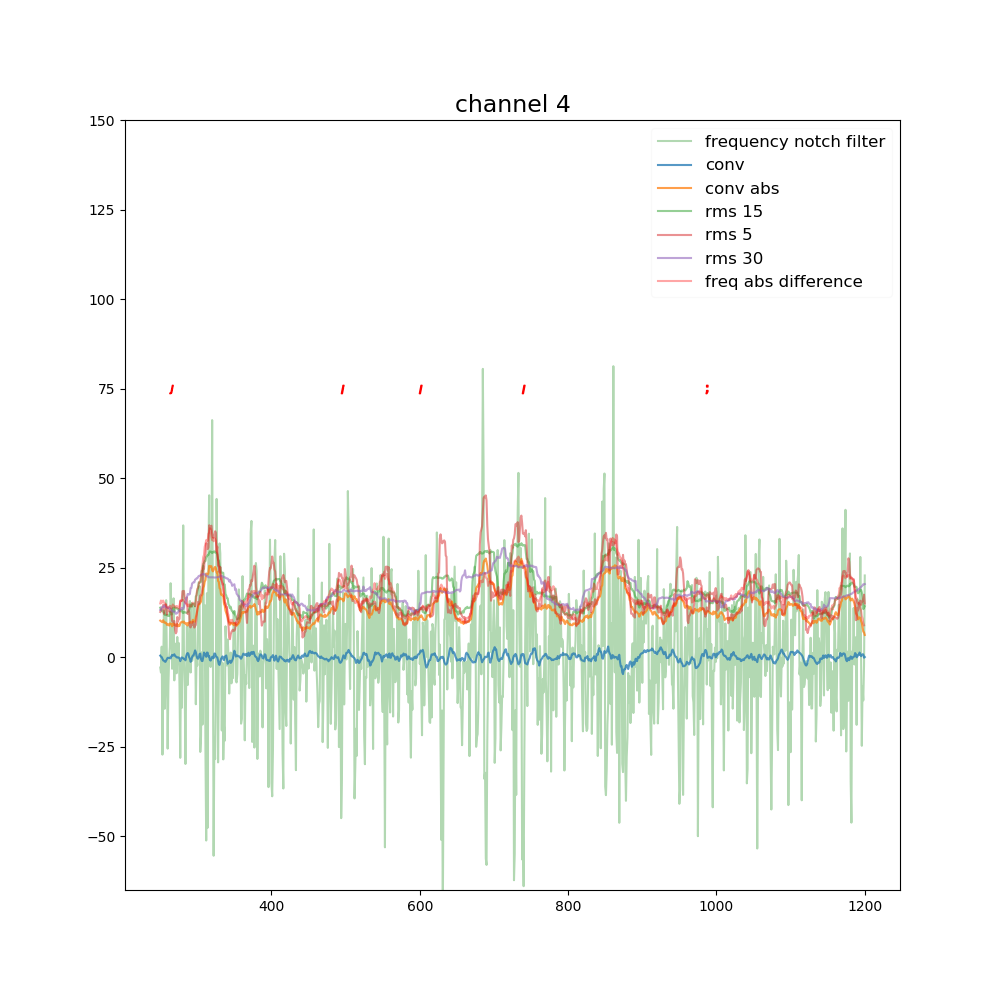 channel 4
150
125
100
75
50
25
0
−25
−50
400 600 800 1000 1200
frequency notch filter
conv
conv abs
rms 15
rms 5
rms 30
freq abs difference